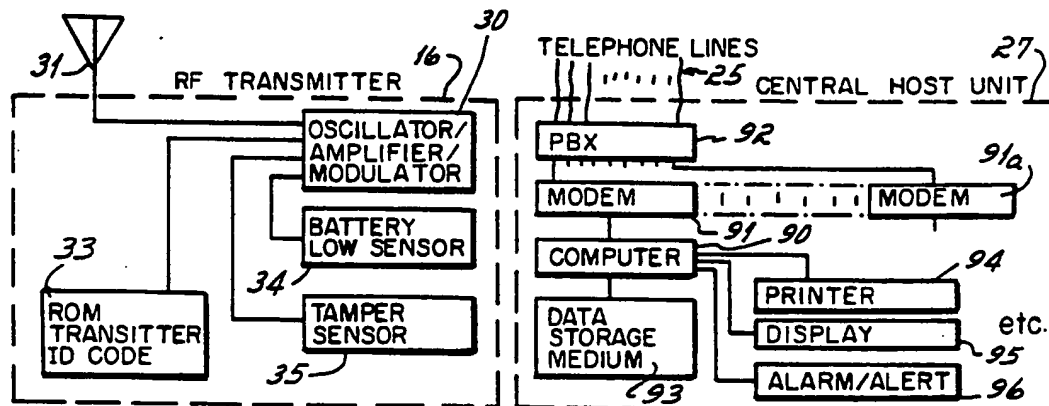 31
RF TRANSMITTER
16
30
OSCILLATOR/
AMPLIFIER/
MODULATOR
BATTERY
LOW SENSOR
34
33
ROM
TRANSITTER
ID CODE
TAMPER
SENSOR
35
TELEPHONE LINES
25
CENTRAL HOST UNIT
27
PBX
92
MODEM
91
MODEM
91a
COMPUTER
90
DATA
STORAGE
MEDIUM
93
PRINTER
94
DISPLAY
95
etc.
ALARM/ALERT
96